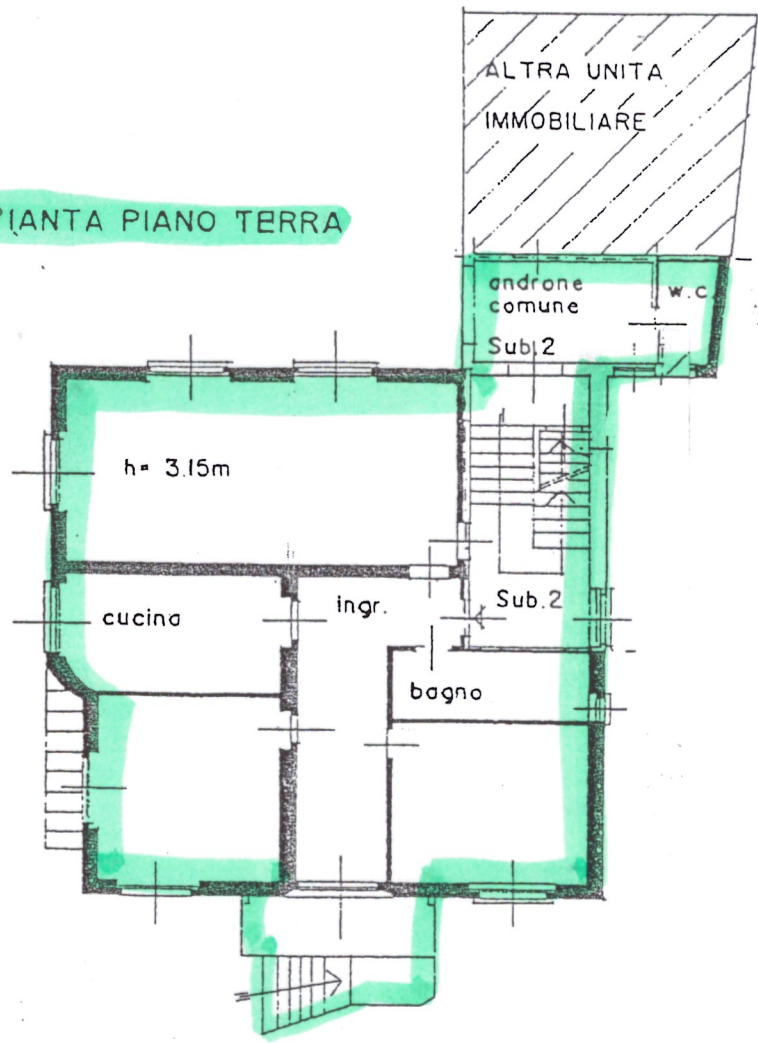 ALTRA UNITA
IMMOBILIARE
PIANTA PIANO TERRA
androne
comune
w.c.
Sub.2
h= 3.15m
cucina
ingr.
Sub.2
bagno